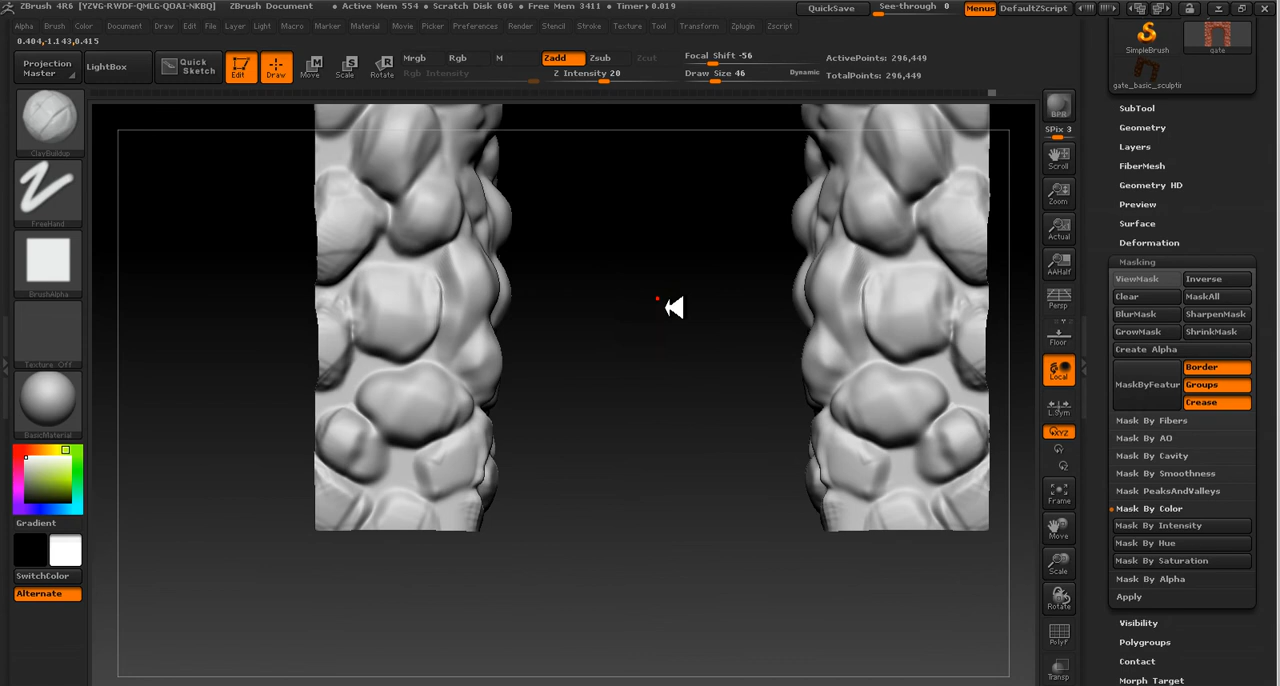 ZBrush 4R6 [YZVG-RWDF-QMLG-QOAI-NKBQ] ZBrush Document • Active Mem 554 • Scratch Disk 606 • Free Mem 3411 • Timer▸0.019 QuickSave See-through 0 Menus DefaultZScript
Alpha Brush Color Document Draw Edit File Layer Light Macro Marker Material Movie Picker Preferences Render Stencil Stroke Texture Tool Transform Zplugin Zscript
0.404,-1.143,0.415
Projection Master
LightBox
Quick Sketch
Edit
Draw
Move
Scale
Rotate
Mrgb Rgb M
Rgb Intensity
Zadd Zsub Zcut
Z Intensity 20
Focal Shift -56
Draw Size 46 Dynamic
ActivePoints: 296,449
TotalPoints: 296,449
ClayBuildup
FreeHand
BrushAlpha
Texture Off
BasicMaterial
Gradient
SwitchColor
Alternate
BPR
SPix 3
Scroll
Zoom
Actual
AAHalf
Persp
Floor
Local
L.Sym
XYZ
Frame
Move
Scale
Rotate
PolyF
Transp
SimpleBrush
gate
gate_basic_sculptir
SubTool
Geometry
Layers
FiberMesh
Geometry HD
Preview
Surface
Deformation
Masking
ViewMask Inverse
Clear MaskAll
BlurMask SharpenMask
GrowMask ShrinkMask
Create Alpha
MaskByFeatur
Border
Groups
Crease
Mask By Fibers
Mask By AO
Mask By Cavity
Mask By Smoothness
Mask PeaksAndValleys
Mask By Color
Mask By Intensity
Mask By Hue
Mask By Saturation
Mask By Alpha
Apply
Visibility
Polygroups
Contact
Morph Target